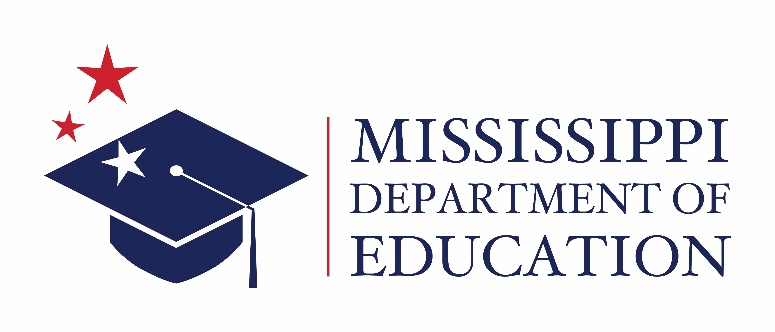 MISSISSIPPI
DEPARTMENT OF
EDUCATION